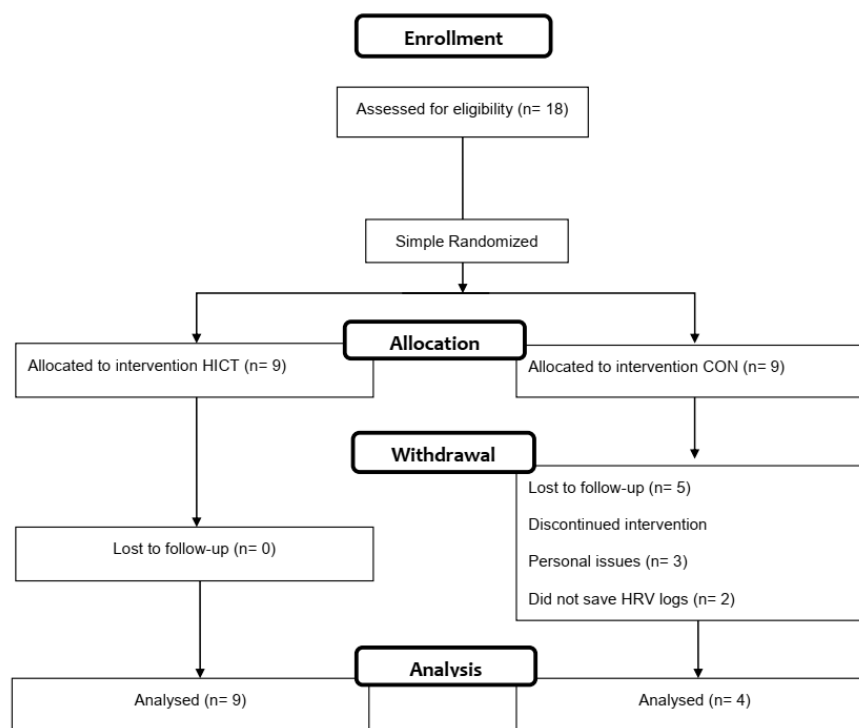 Enrollment
Assessed for eligibility (n= 18)
Simple Randomized
Allocation
Allocated to intervention HICT (n= 9)
Allocated to intervention CON (n= 9)
Withdrawal
Lost to follow-up (n= 0)
Lost to follow-up (n= 5)
Discontinued intervention
Personal issues (n= 3)
Did not save HRV logs (n= 2)
Analysis
Analysed (n= 9)
Analysed (n= 4)